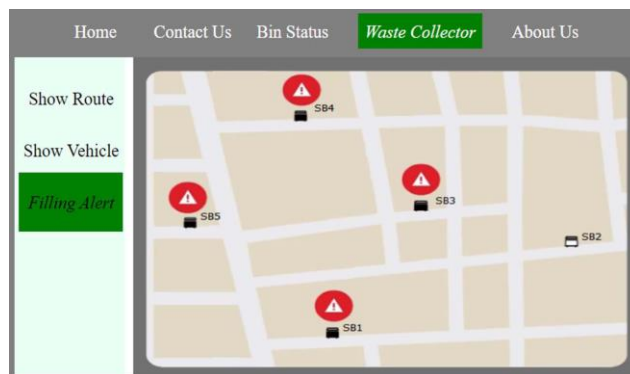 Home Contact Us Bin Status Waste Collector About Us
Show Route
Show Vehicle
Filling Alert
SB4
SB3
SB5
SB2
SB1